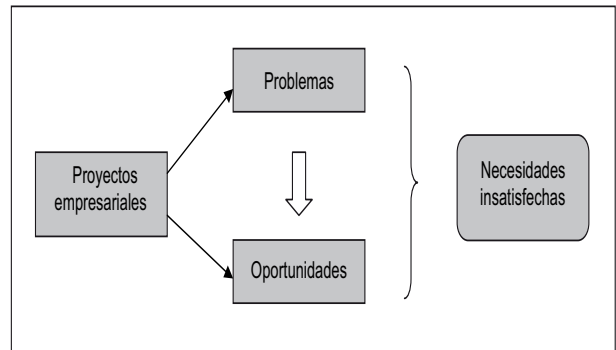 Problemas
Proyectos
empresariales
Necesidades
insatisfechas
Oportunidades